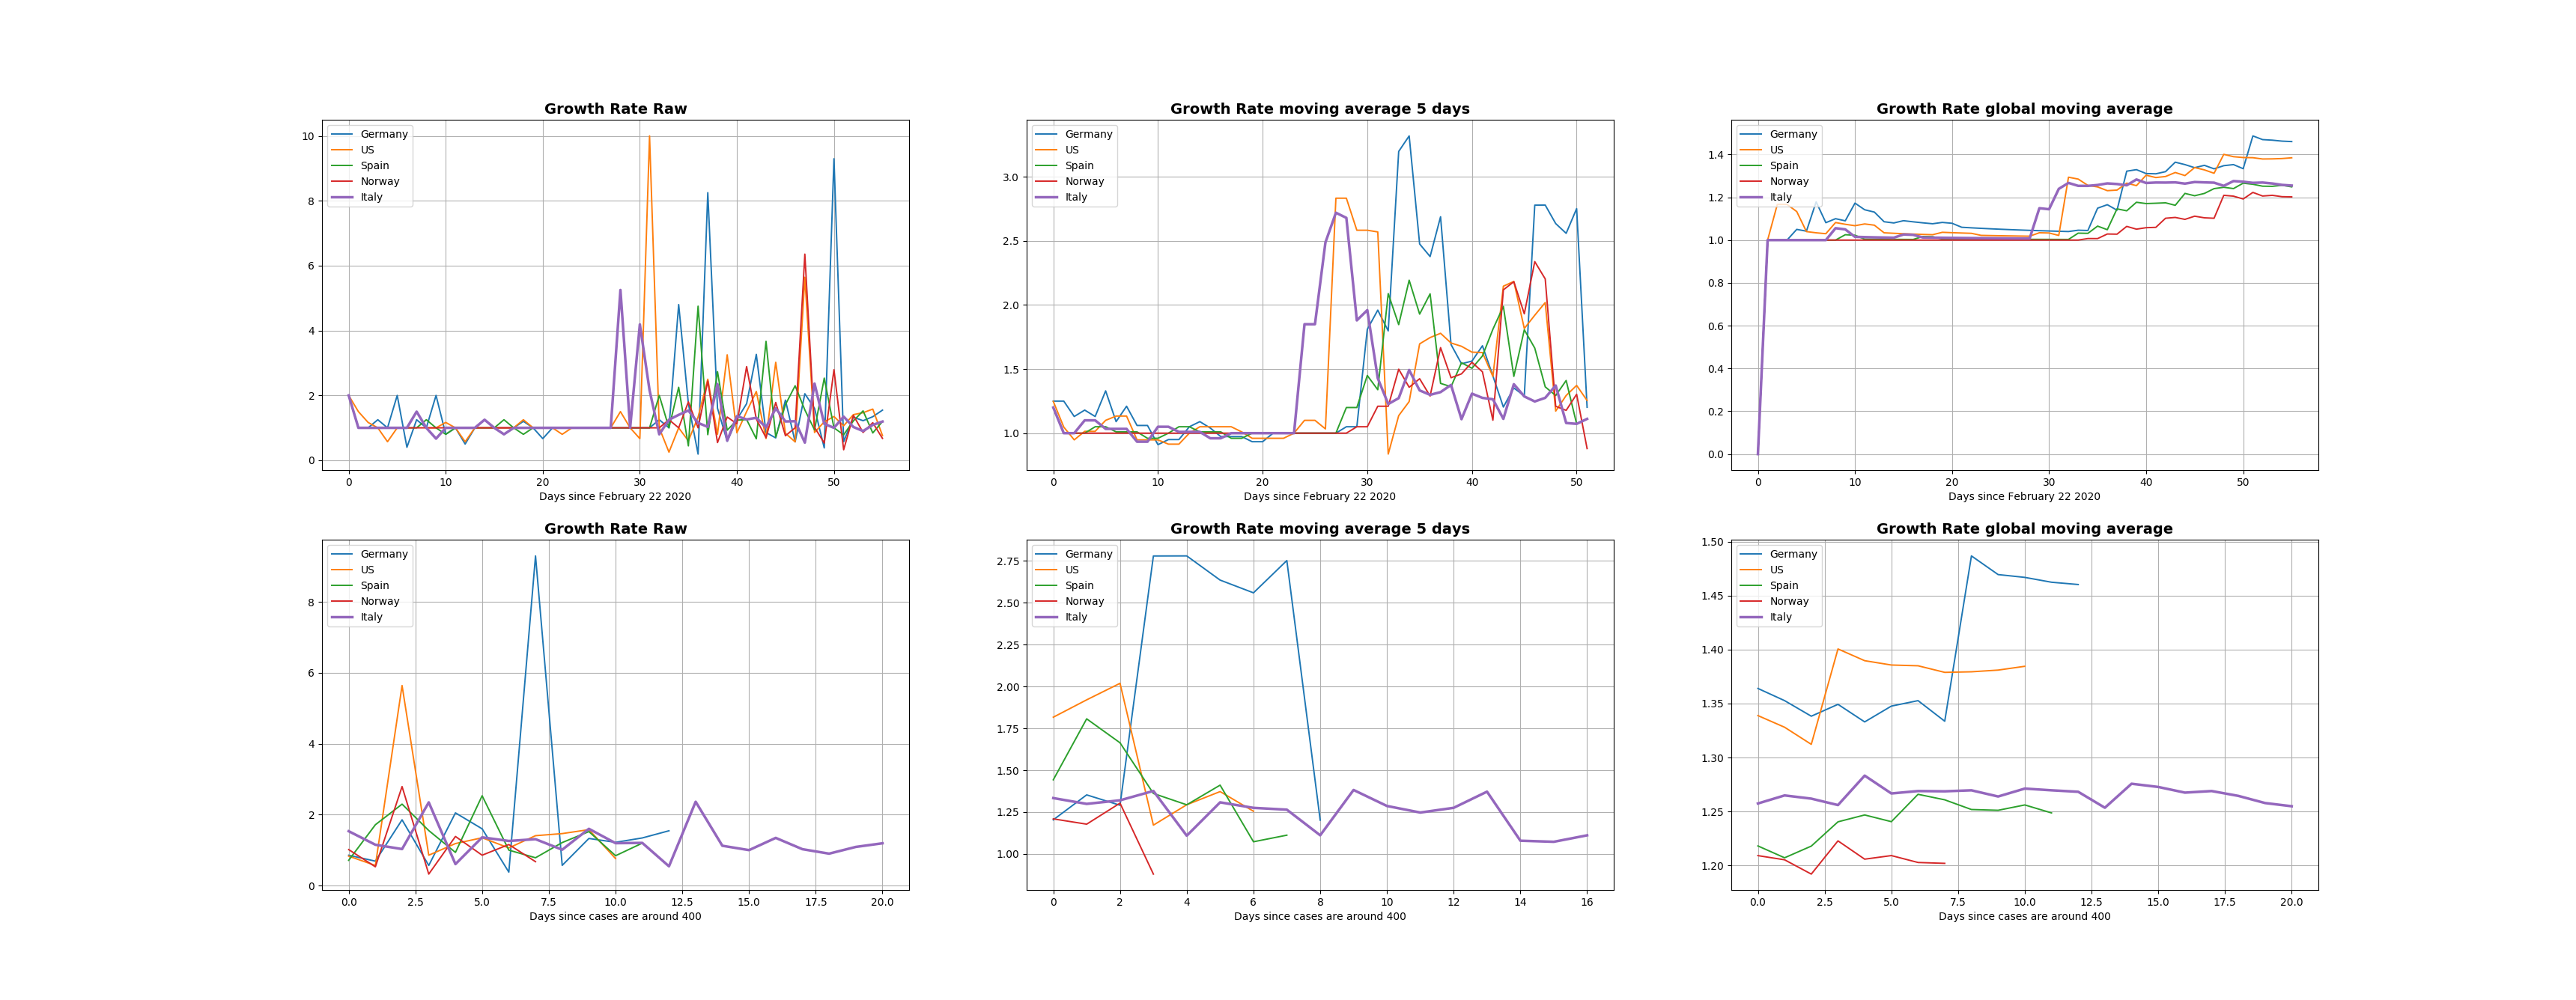 Growth Rate Raw
10
8
6
4
2
0
Germany
US
Spain
Norway
Italy
0 10 20 30 40 50
Days since February 22 2020
Growth Rate moving average 5 days
3.0
2.5
2.0
1.5
1.0
Germany
US
Spain
Norway
Italy
0 10 20 30 40 50
Days since February 22 2020
Growth Rate global moving average
1.4
1.2
1.0
0.8
0.6
0.4
0.2
0.0
Germany
US
Spain
Norway
Italy
0 10 20 30 40 50
Days since February 22 2020
Growth Rate Raw
8
6
4
2
0
Germany
US
Spain
Norway
Italy
0.0 2.5 5.0 7.5 10.0 12.5 15.0 17.5 20.0
Days since cases are around 400
Growth Rate moving average 5 days
2.75
2.50
2.25
2.00
1.75
1.50
1.25
1.00
Germany
US
Spain
Norway
Italy
0 2 4 6 8 10 12 14 16
Days since cases are around 400
Growth Rate global moving average
1.50
1.45
1.40
1.35
1.30
1.25
1.20
Germany
US
Spain
Norway
Italy
0.0 2.5 5.0 7.5 10.0 12.5 15.0 17.5 20.0
Days since cases are around 400